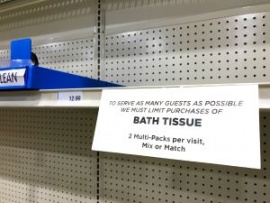 CLEAN
12.99
TO SERVE AS MANY GUESTS AS POSSIBLE
WE MUST LIMIT PURCHASES OF
BATH TISSUE
2 Multi-Packs per visit,
Mix or Match